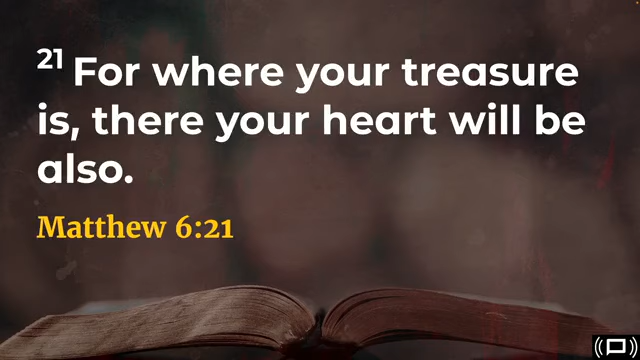 21 For where your treasure
is, there your heart will be
also.
Matthew 6:21